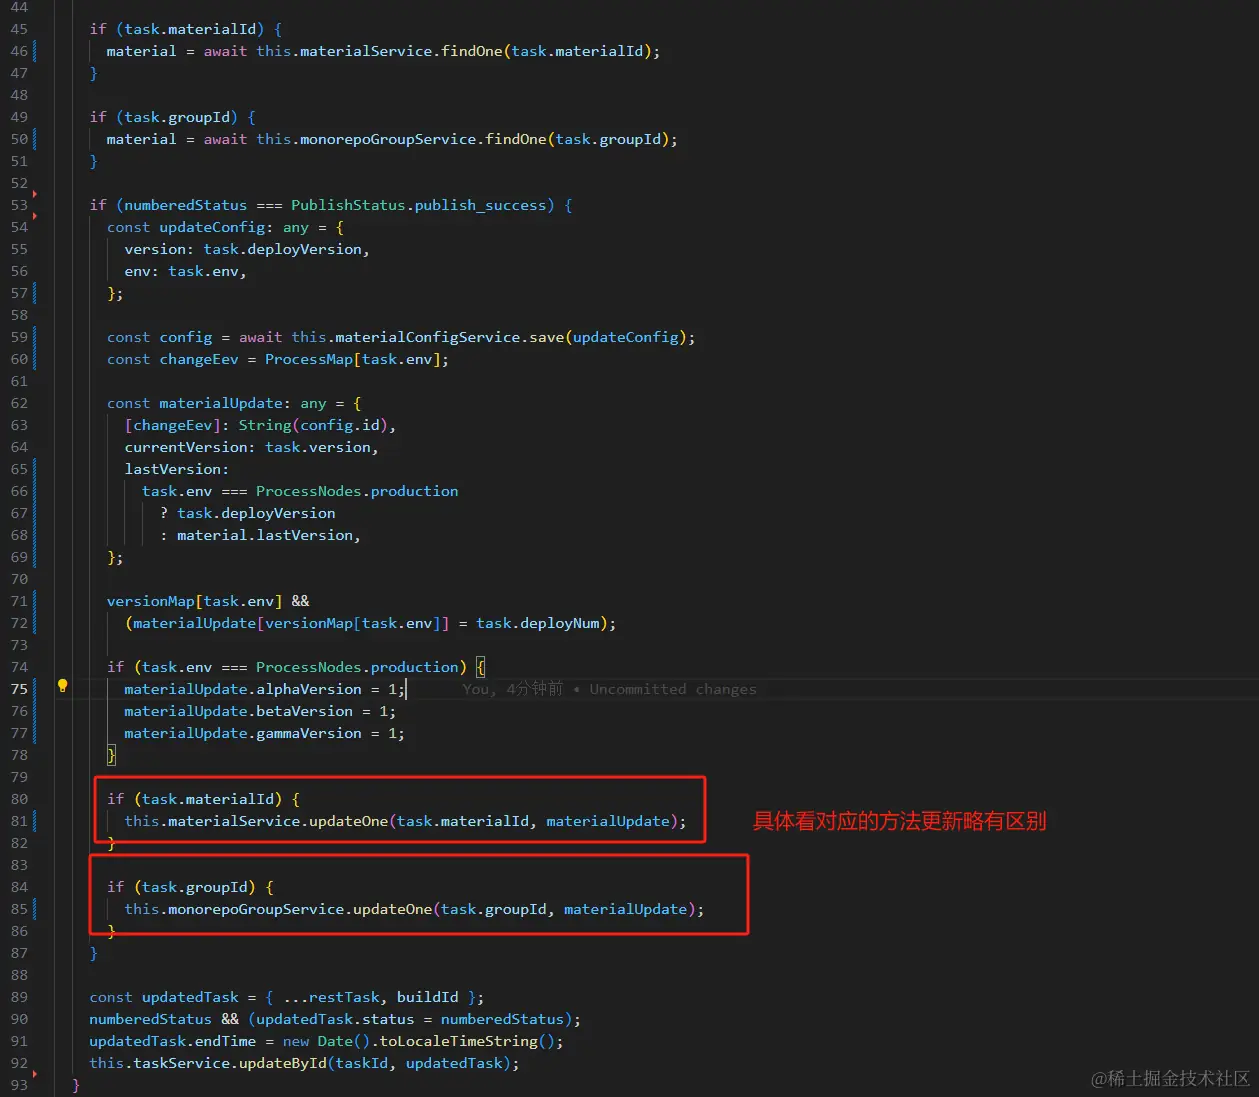 44
45 if (task.materialId) {
46 material = await this.materialService.findOne(task.materialId);
47 }
48
49 if (task.groupId) {
50 material = await this.monorepoGroupService.findOne(task.groupId);
51 }
52
53 if (numberedStatus === PublishStatus.publish_success) {
54 const updateConfig: any = {
55 version: task.deployVersion,
56 env: task.env,
57 };
58
59 const config = await this.materialConfigService.save(updateConfig);
60 const changeEev = ProcessMap[task.env];
61
62 const materialUpdate: any = {
63 [changeEev]: String(config.id),
64 currentVersion: task.version,
65 lastVersion:
66 task.env === ProcessNodes.production
67 ? task.deployVersion
68 : material.lastVersion,
69 };
70
71 versionMap[task.env] &&
72 (materialUpdate[versionMap[task.env]] = task.deployNum);
73
74 if (task.env === ProcessNodes.production) {
75 materialUpdate.alphaVersion = 1; You, 4分钟前 • Uncommitted changes
76 materialUpdate.betaVersion = 1;
77 materialUpdate.gammaVersion = 1;
78 }
79
80 if (task.materialId) {
81 this.materialService.updateOne(task.materialId, materialUpdate); 具体看对应的方法更新略有区别
82 }
83
84 if (task.groupId) {
85 this.monorepoGroupService.updateOne(task.groupId, materialUpdate);
86 }
87 }
88
89 const updatedTask = { ...restTask, buildId };
90 numberedStatus && (updatedTask.status = numberedStatus);
91 updatedTask.endTime = new Date().toLocaleTimeString();
92 this.taskService.updateById(taskId, updatedTask);
93 }
@稀土掘金技术社区